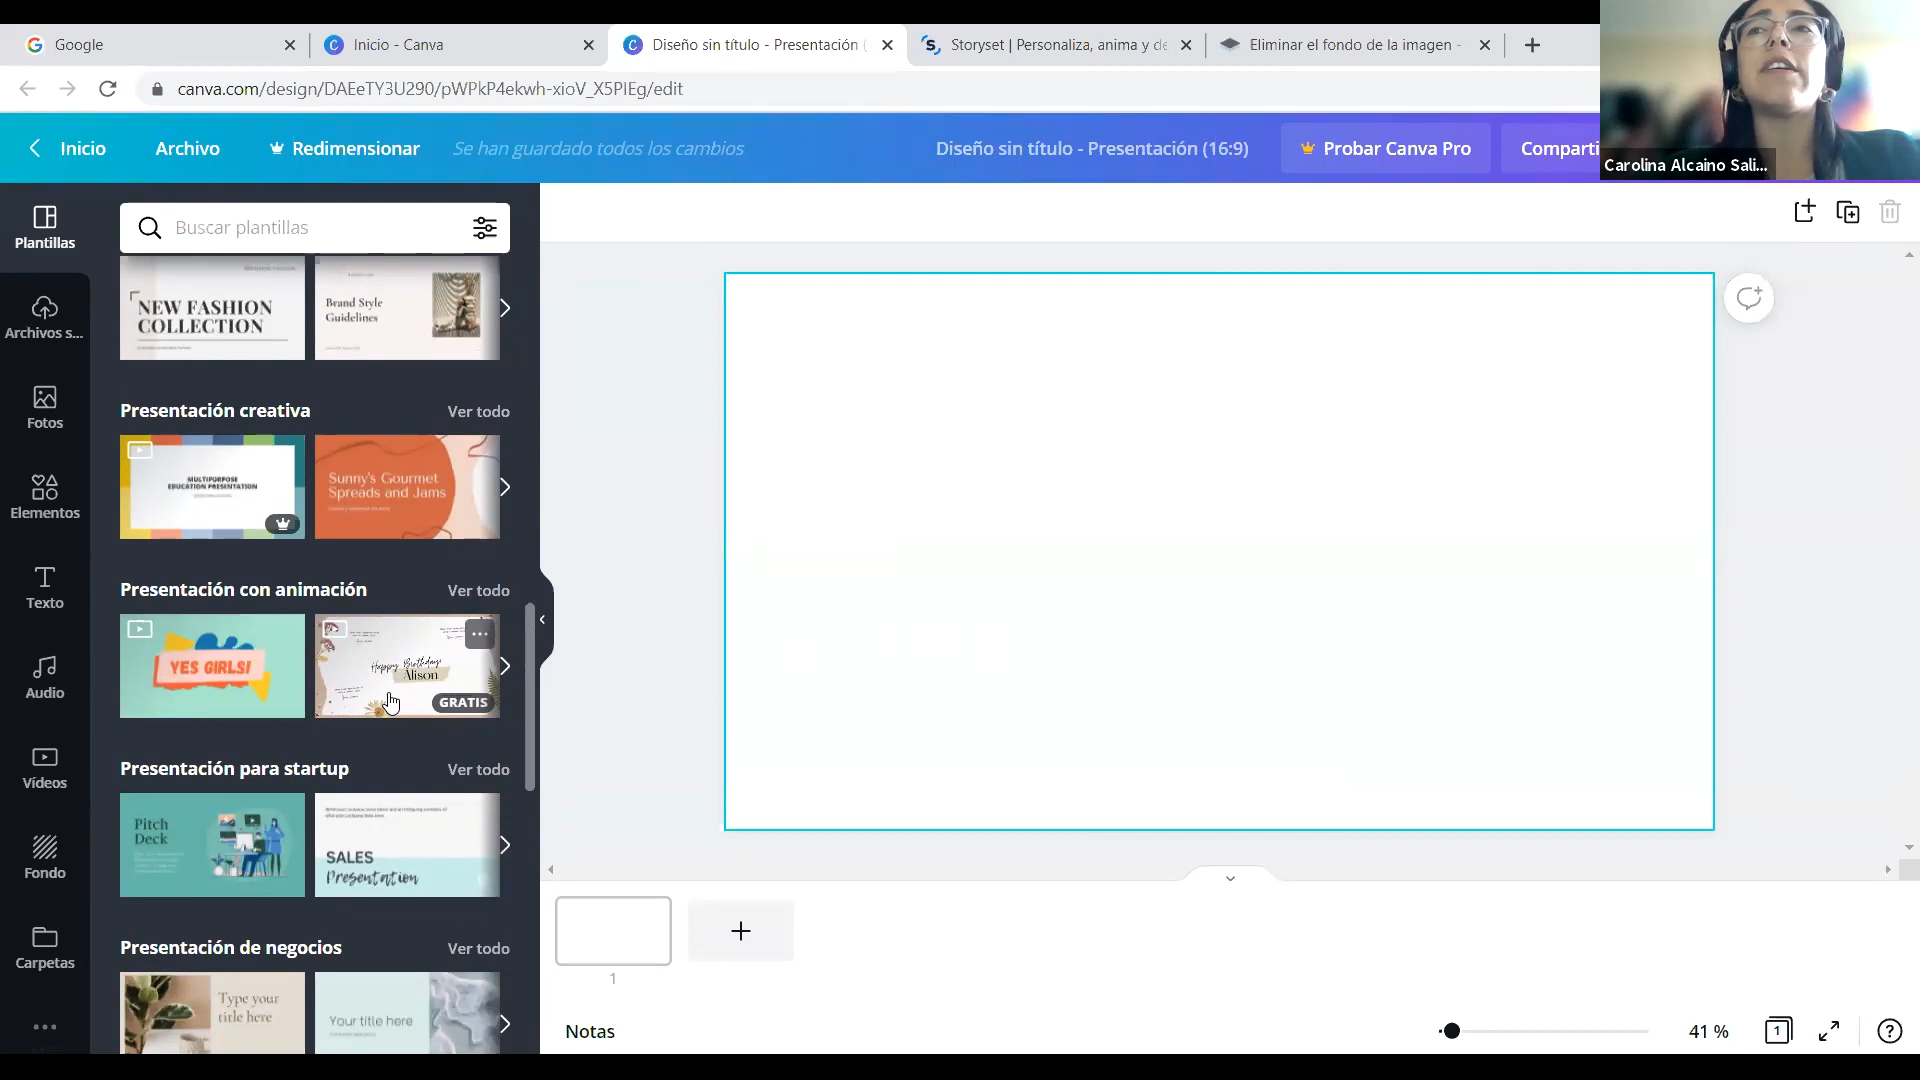 Google
Inicio - Canva
Diseño sin título - Presentación (
Storyset | Personaliza, anima y de
Eliminar el fondo de la imagen -
canva.com/design/DAEeTY3U290/pWPkP4ekwh-xioV_X5PIEg/edit
Inicio
Archivo
Redimensionar
Se han guardado todos los cambios
Diseño sin título - Presentación (16:9)
Probar Canva Pro
Comparti
Carolina Alcaino Sali...
Plantillas
Archivos s...
Fotos
Elementos
Texto
Audio
Vídeos
Fondo
Carpetas
Buscar plantillas
NEW FASHION
COLLECTION
Brand Style
Guidelines
Presentación creativa
Ver todo
MULTIPURPOSE
EDUCATION PRESENTATION
Sunny's Gourmet
Spreads and Jams
Presentación con animación
Ver todo
YES GIRLS!
Happy Birthday
Alison
GRATIS
Presentación para startup
Ver todo
Pitch
Deck
SALES
Presentation
Presentación de negocios
Ver todo
Type your
title here
Your title here
1
Notas
41 %
1